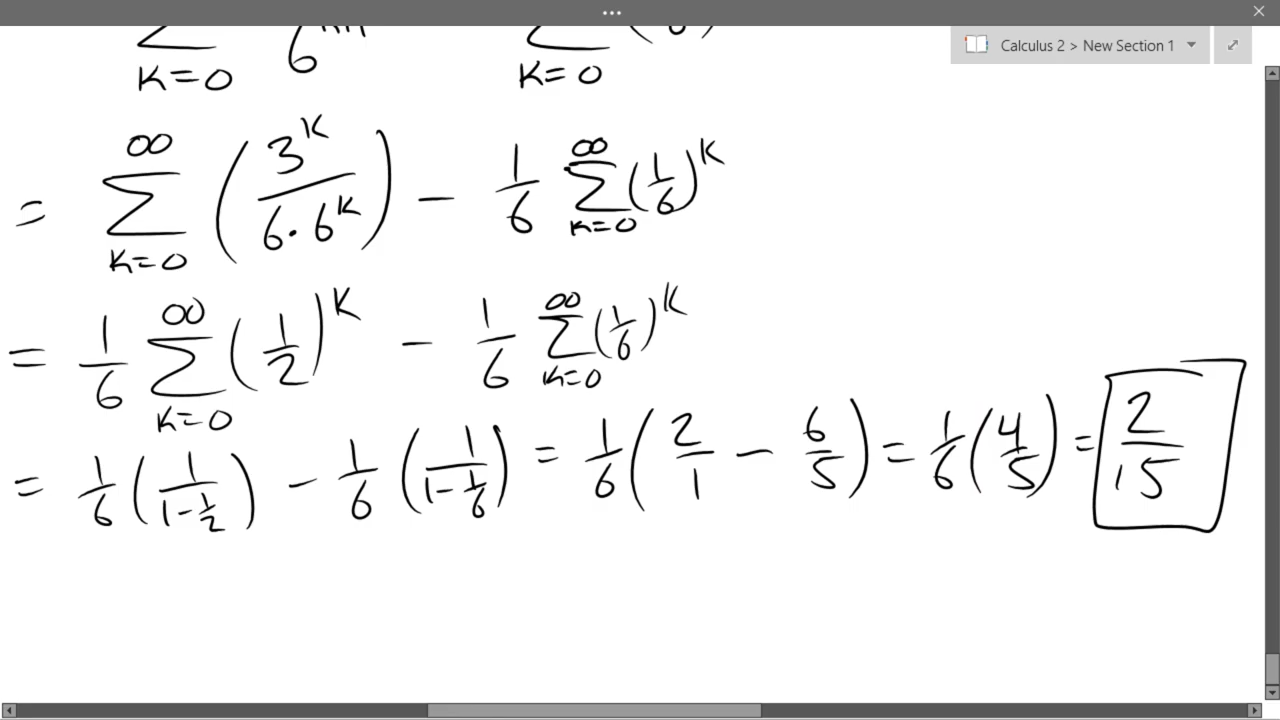 Calculus 2 > New Section 1
∑ K=0 6 ∑ K=0
= ∑ K=0 ∞ (3^K / 6·6^K) − 1/6 ∑ K=0 ∞ (1/6)^K
= 1/6 ∑ K=0 ∞ (1/2)^K − 1/6 ∑ K=0 ∞ (1/6)^K
= 1/6 (1/(1−1/2)) − 1/6 (1/(1−1/6)) = 1/6 (2/1 − 6/5) = 1/6 (4/5) = 2/15